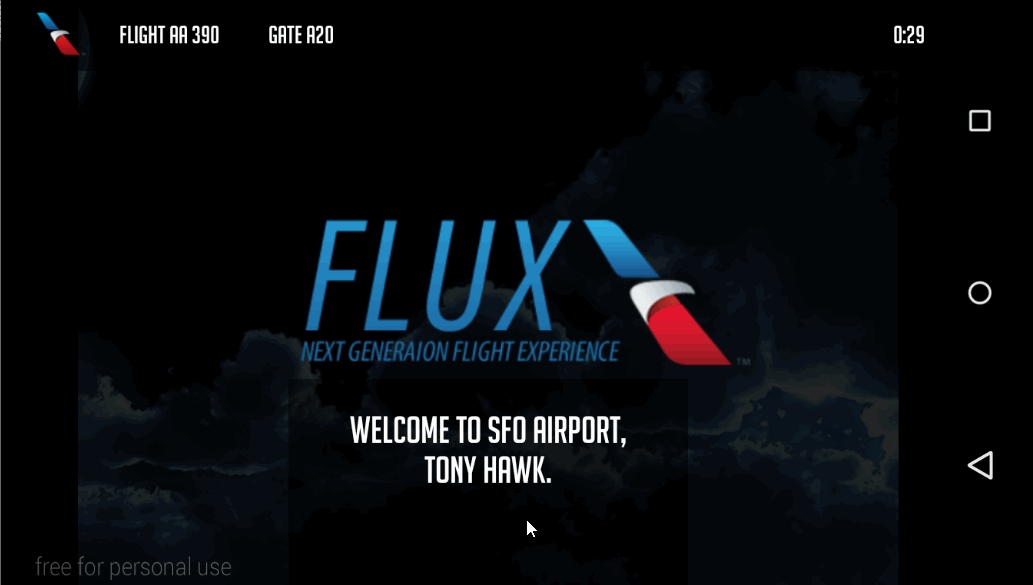 FLIGHT AA 390 GATE A20 0:29
FLUX
TM
NEXT GENERAION FLIGHT EXPERIENCE
WELCOME TO SFO AIRPORT,
TONY HAWK.
free for personal use